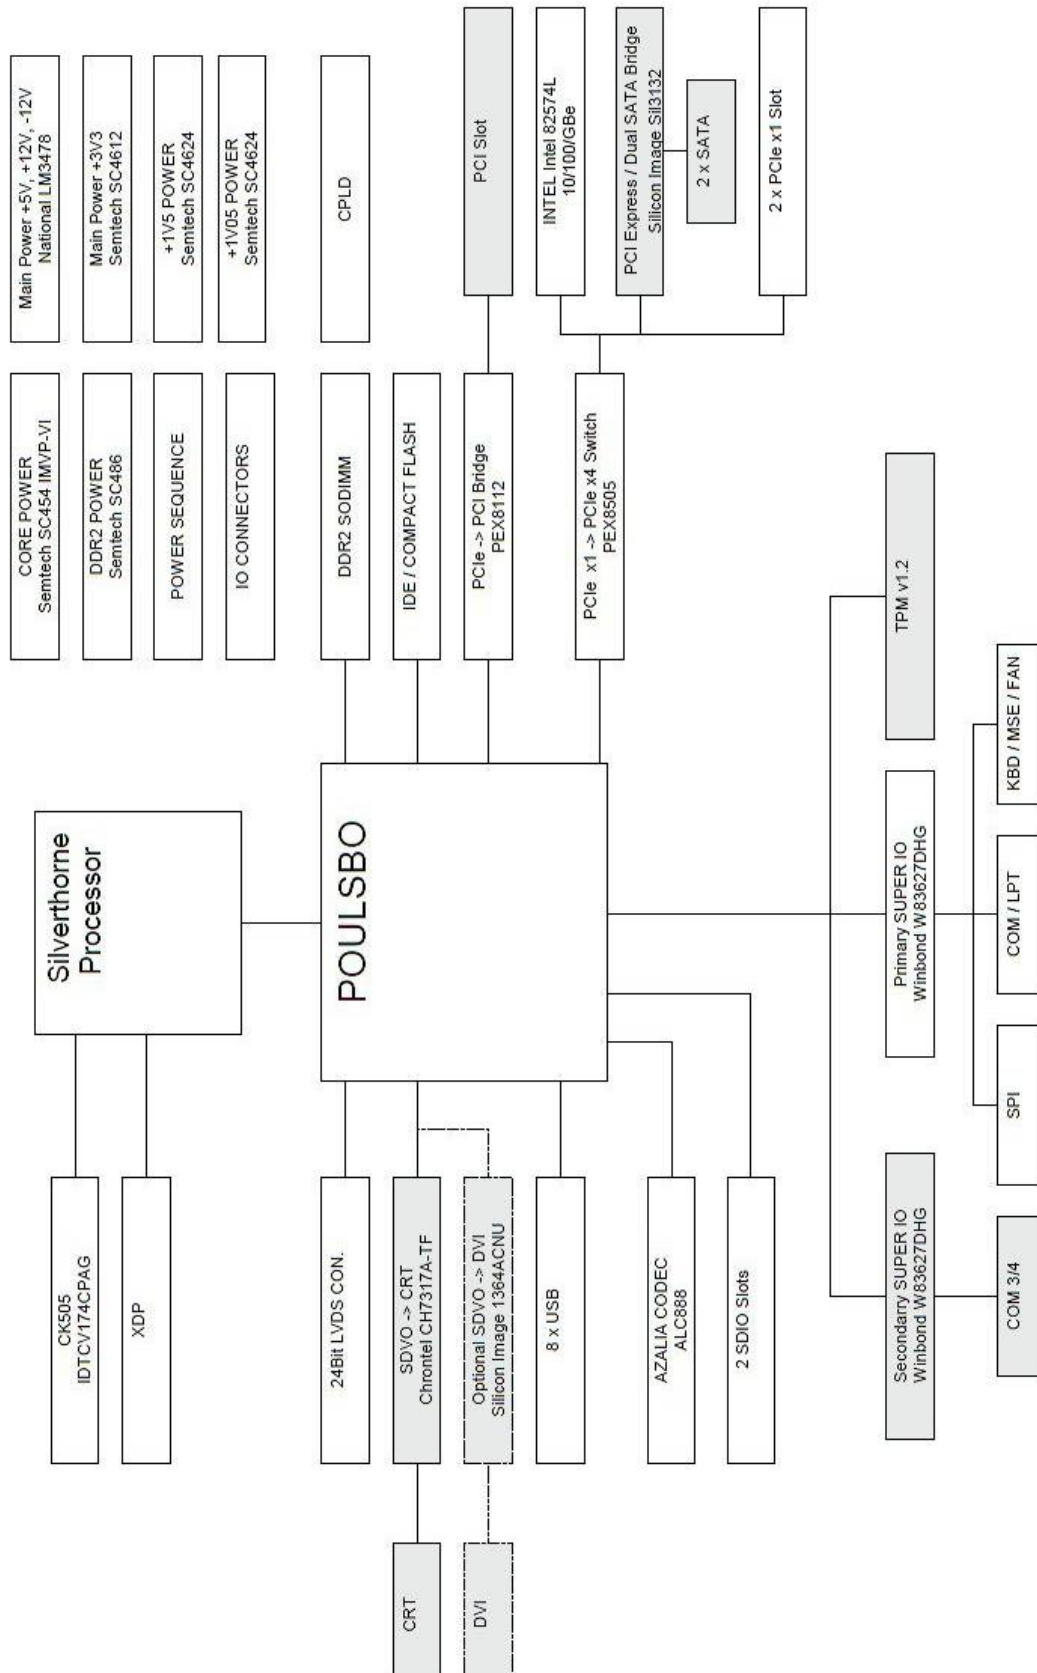 Silverthorne
Processor
POULSBO
CK505
IDTCV174CPAG
XDP
CORE POWER
Semtech SC454 IMVP-VI
Main Power +5V, +12V, -12V
National LM3478
DDR2 POWER
Semtech SC486
Main Power +3V3
Semtech SC4612
POWER SEQUENCE
+1V5 POWER
Semtech SC4624
IO CONNECTORS
+1V05 POWER
Semtech SC4624
24Bit LVDS CON.
DDR2 SODIMM
CPLD
CRT
SDVO -> CRT
Chrontel CH7317A-TF
IDE / COMPACT FLASH
DVI
Optional SDVO -> DVI
Silicon Image 1364ACNU
PCIe -> PCI Bridge
PEX8112
PCI Slot
8 x USB
INTEL Intel 82574L
10/100/GBe
PCIe x1 -> PCIe x4 Switch
PEX8505
PCI Express / Dual SATA Bridge
Silicon Image SiI3132
2 x SATA
AZALIA CODEC
ALC888
2 SDIO Slots
2 x PCIe x1 Slot
Secondarry SUPER IO
Winbond W83627DHG
Primary SUPER IO
Winbond W83627DHG
TPM v1.2
COM 3/4
SPI
COM / LPT
KBD / MSE / FAN